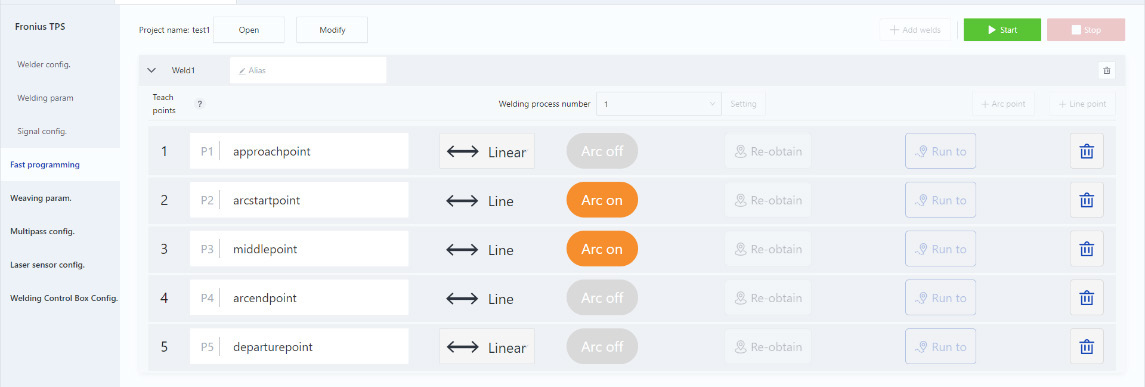 Fronius TPS
Welder config.
Welding param
Signal config.
Fast programming
Weaving param.
Multipass config.
Laser sensor config.
Welding Control Box Config.
Project name: test1 Open Modify + Add welds Start Stop
Weld1 Alias
Teach points ? Welding process number 1 Setting + Arc point + Line point
1 P1 approachpoint Linear Arc off Re-obtain Run to
2 P2 arcstartpoint Line Arc on Re-obtain Run to
3 P3 middlepoint Line Arc on Re-obtain Run to
4 P4 arcendpoint Line Arc off Re-obtain Run to
5 P5 departurepoint Linear Arc off Re-obtain Run to